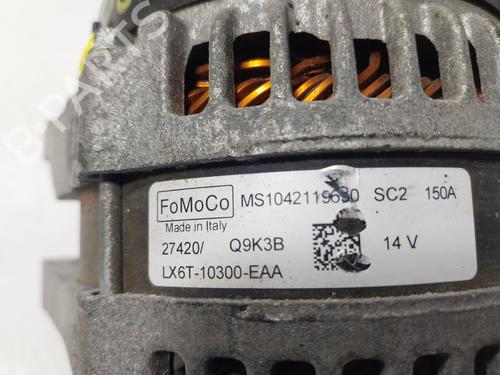 B-PARTS
FoMoCo MS1042119630 SC2 150A
Made in Italy
27420/ Q9K3B 14 V
LX6T-10300-EAA